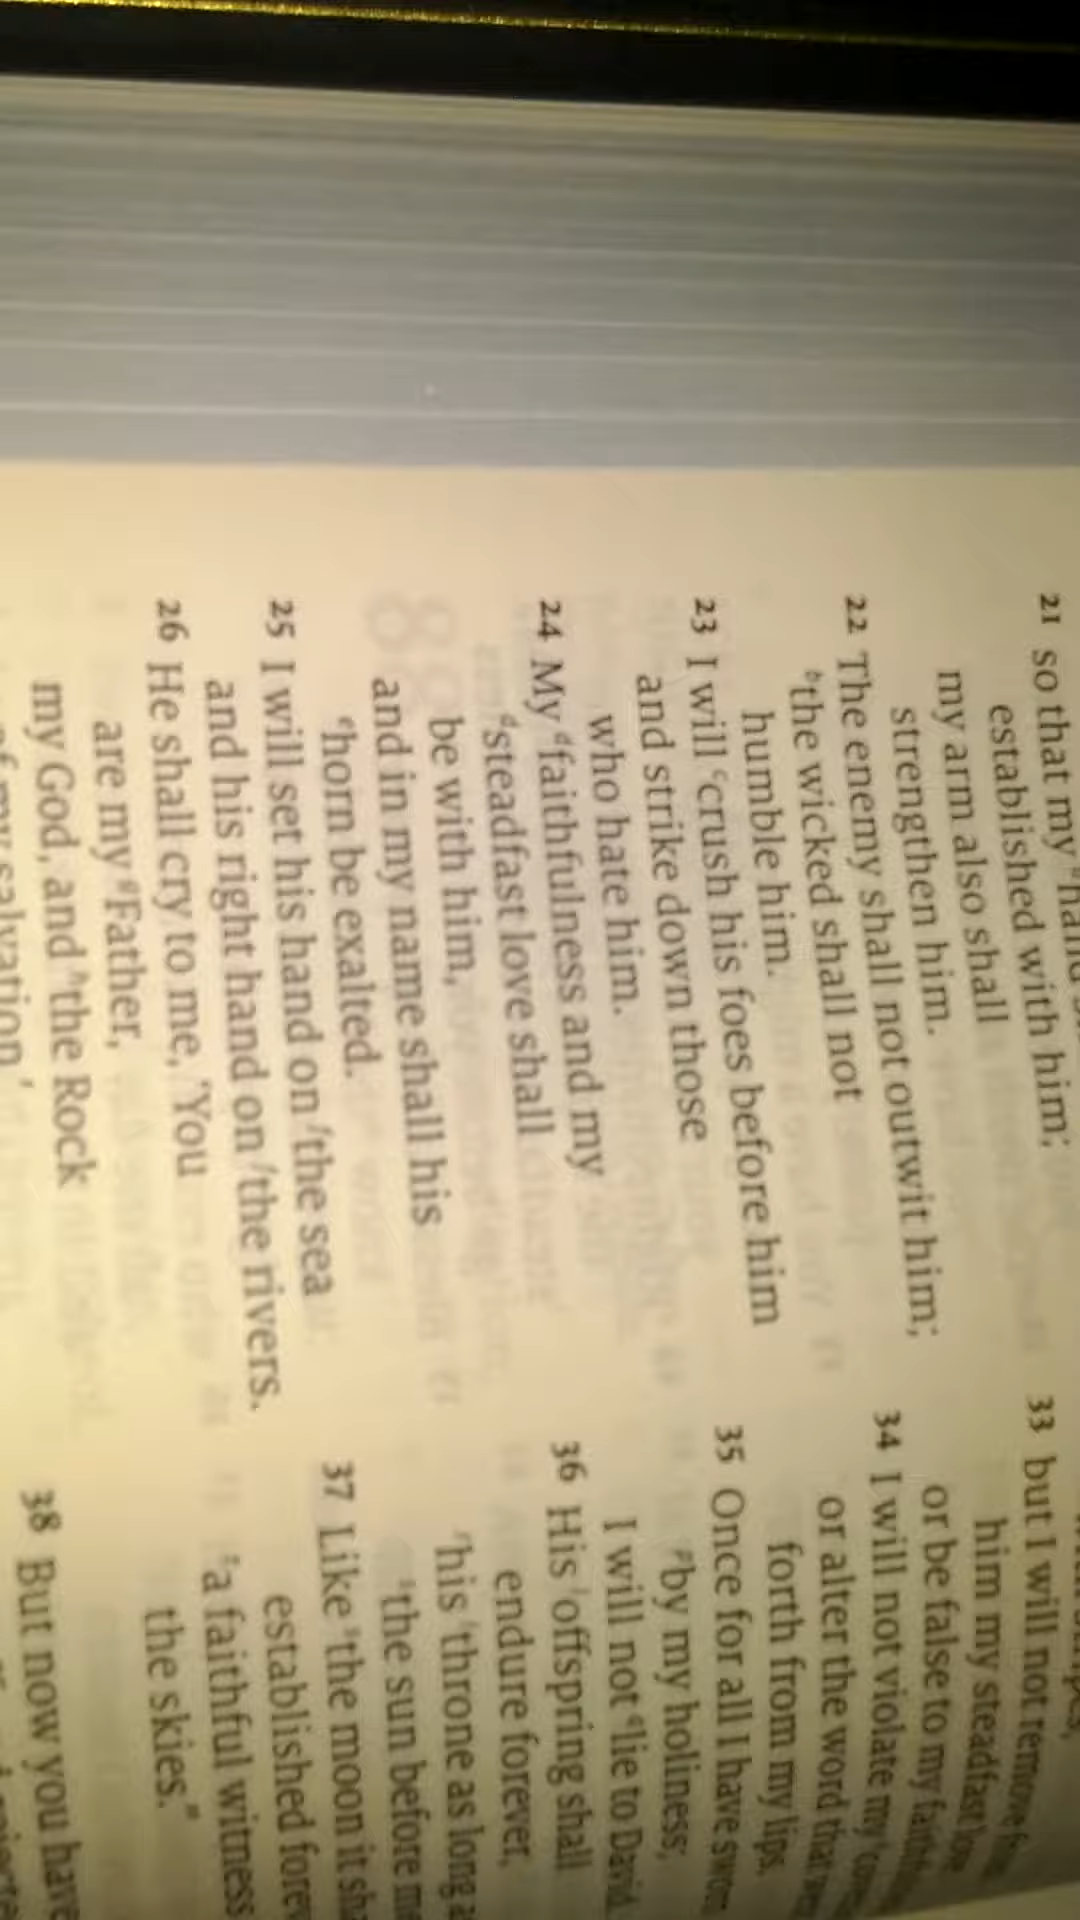 21 so that my
established with him;
my arm also shall
strengthen him.
22 The enemy shall not outwit him;
b the wicked shall not
humble him.
23 I will c crush his foes before him
and strike down those
who hate him.
24 My d faithfulness and my
d steadfast love shall
be with him,
and in my name shall his
e horn be exalted.
25 I will set his hand on f the sea
and his right hand on f the rivers.
26 He shall cry to me, 'You
are my g Father,
my God, and h the Rock
of my salvation.'
33 but I will not remove from
him my steadfast love
or be false to my
34 I will not violate my
or alter the word that
forth from my lips.
35 Once for all I have sworn
p by my holiness;
I will not q lie to David.
36 His offspring shall
endure forever,
r his throne as long
the sun before me
37 Like the moon it
established
a faithful witness
the skies."
38 But now you have